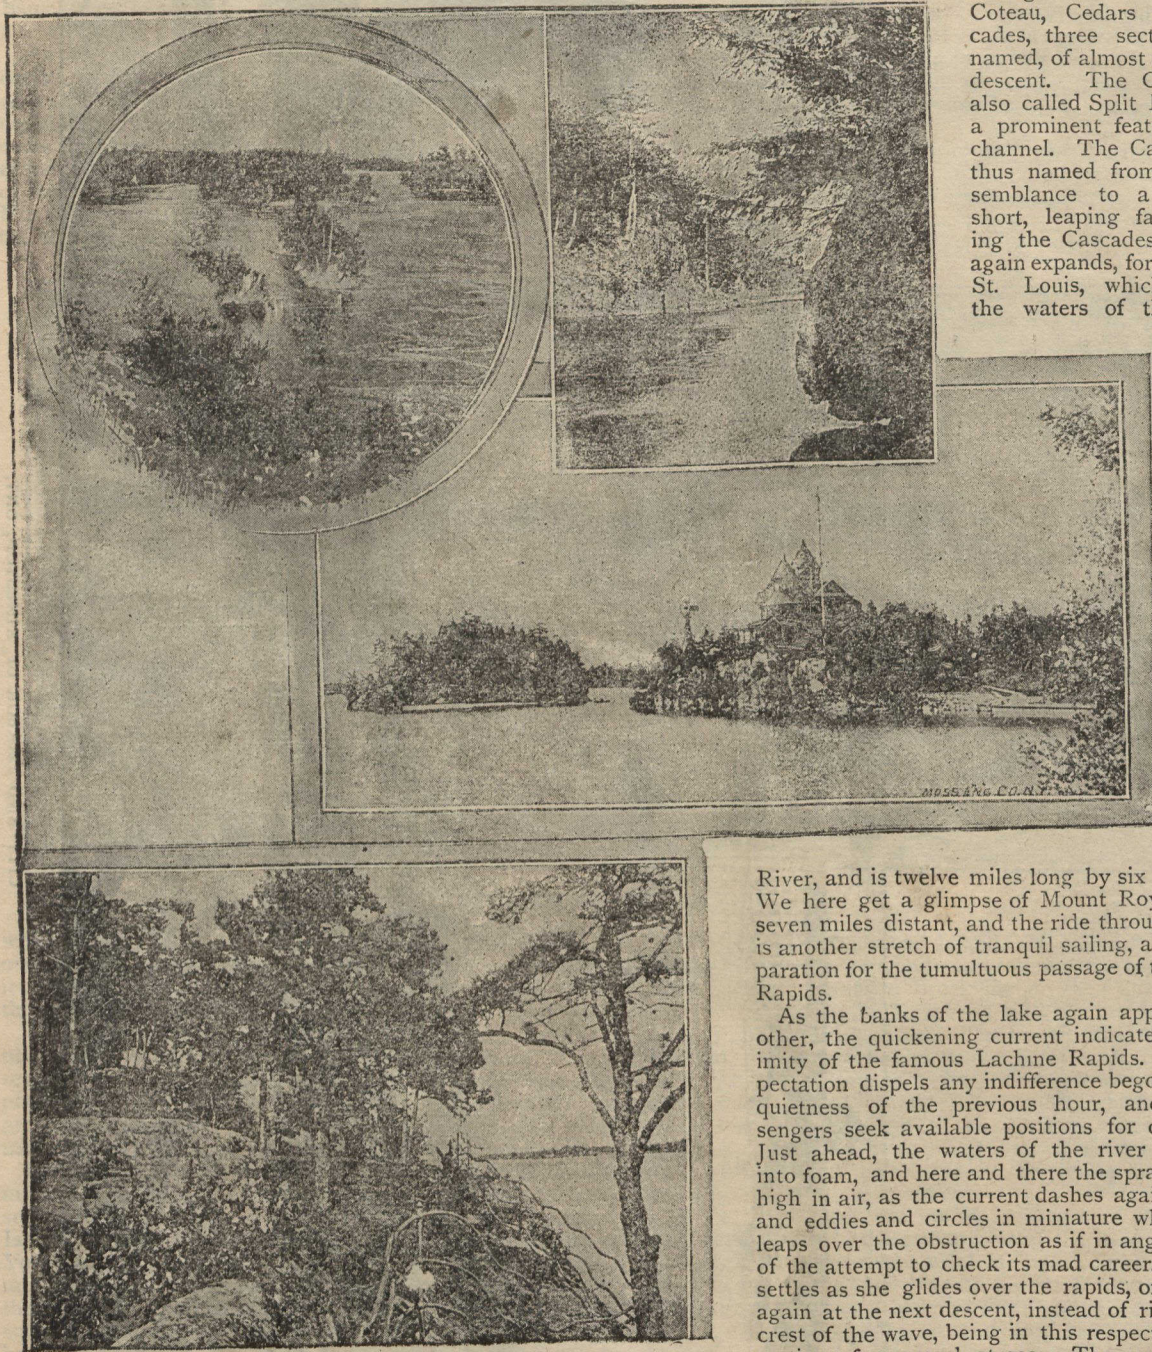 Coteau, Cedars
cades, three sect
named, of almost
descent. The C
also called Split
a prominent feat
channel. The Ca
thus named from
semblance to a
short, leaping fa
ing the Cascades
again expands, for
St. Louis, whic
the waters of t
MOSS ENG. CO. N.Y.
River, and is twelve miles long by six
We here get a glimpse of Mount Roy
seven miles distant, and the ride throu
is another stretch of tranquil sailing, a
paration for the tumultuous passage of t
Rapids.
As the banks of the lake again app
other, the quickening current indicate
imity of the famous Lachine Rapids.
pectation dispels any indifference bego
quietness of the previous hour, an
sengers seek available positions for
Just ahead, the waters of the river
into foam, and here and there the spra
high in air, as the current dashes agai
and eddies and circles in miniature w
leaps over the obstruction as if in ang
of the attempt to check its mad career
settles as she glides over the rapids, o
again at the next descent, instead of ri
crest of the wave, being in this respec